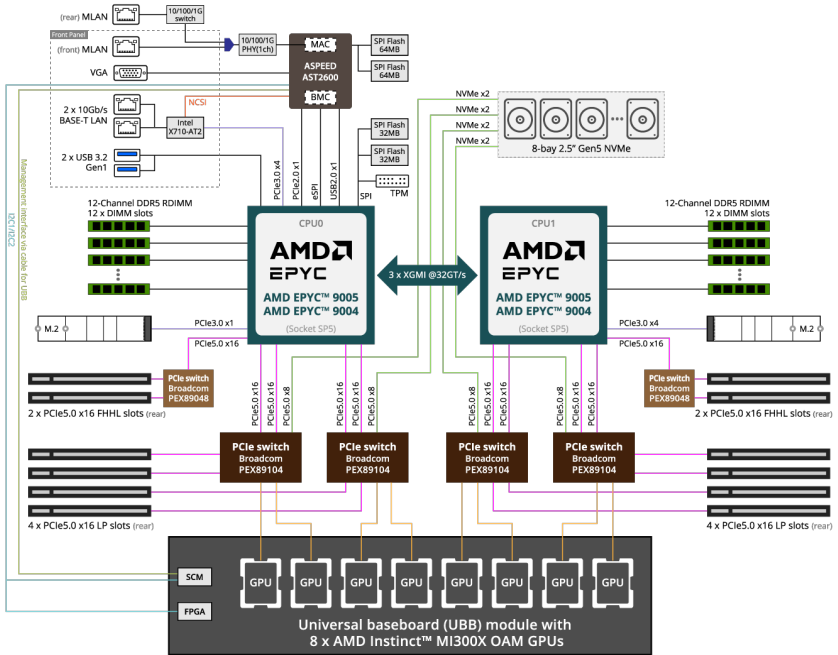 (rear) MLAN
10/100/1G
switch
Front Panel
(front) MLAN
10/100/1G
PHY(1ch)
MAC
ASPEED
AST2600
BMC
SPI Flash
64MB
SPI Flash
64MB
VGA
NCSI
2 x 10Gb/s
BASE-T LAN
Intel
X710-AT2
2 x USB 3.2
Gen1
SPI Flash
32MB
SPI Flash
32MB
TPM
PCIe3.0 x4
PCIe2.0 x1
eSPI
USB2.0 x1
SPI
NVMe x2
NVMe x2
NVMe x2
NVMe x2
8-bay 2.5" Gen5 NVMe
Management interface via cable for UBB
I2C1/I2C2
12-Channel DDR5 RDIMM
12 x DIMM slots
CPU0
AMD
EPYC
AMD EPYC™ 9005
AMD EPYC™ 9004
(Socket SP5)
3 x XGMI @32GT/s
CPU1
AMD
EPYC
AMD EPYC™ 9005
AMD EPYC™ 9004
(Socket SP5)
12-Channel DDR5 RDIMM
12 x DIMM slots
M.2
PCIe3.0 x1
PCIe5.0 x16
PCIe3.0 x4
PCIe5.0 x16
M.2
PCIe switch
Broadcom
PEX89048
2 x PCIe5.0 x16 FHHL slots (rear)
PCIe5.0 x16
PCIe5.0 x16
PCIe5.0 x8
PCIe5.0 x16
PCIe5.0 x16
PCIe5.0 x8
PCIe5.0 x8
PCIe5.0 x16
PCIe5.0 x16
PCIe5.0 x8
PCIe5.0 x16
PCIe5.0 x16
PCIe switch
Broadcom
PEX89048
2 x PCIe5.0 x16 FHHL slots (rear)
PCIe switch
Broadcom
PEX89104
PCIe switch
Broadcom
PEX89104
PCIe switch
Broadcom
PEX89104
PCIe switch
Broadcom
PEX89104
4 x PCIe5.0 x16 LP slots (rear)
4 x PCIe5.0 x16 LP slots (rear)
SCM
FPGA
GPU
GPU
GPU
GPU
GPU
GPU
GPU
GPU
Universal baseboard (UBB) module with
8 x AMD Instinct™ MI300X OAM GPUs